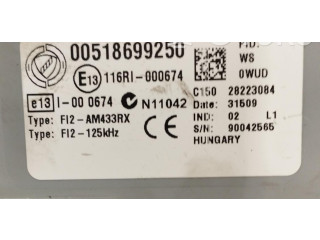 00518699250
P.D.
WS
0WUD
E13 116RI-000674
C150 28223084
e13 I-00 0674
N11042
Date: 31509
Type: FI2-AM433RX
IND: 02 L1
Type: FI2-125kHz
CE
S/N: 90042565
HUNGARY